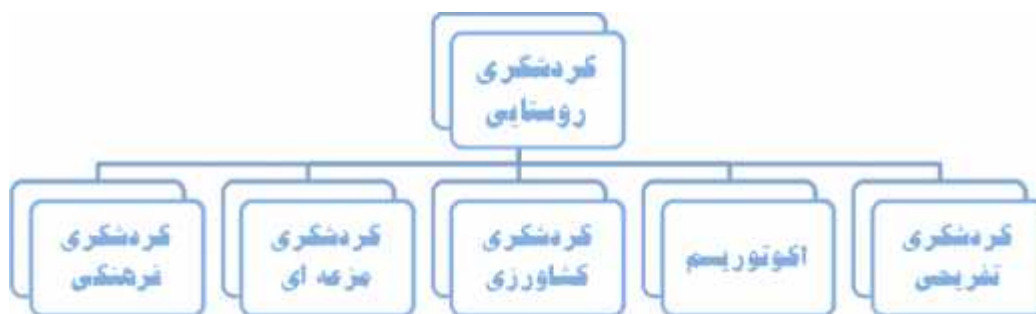 گردشگری
روستایی
گردشگری
تفریحی
اکوتوریسم
گردشگری
کشاورزی
گردشگری
مزرعه ای
گردشگری
فرهنگی